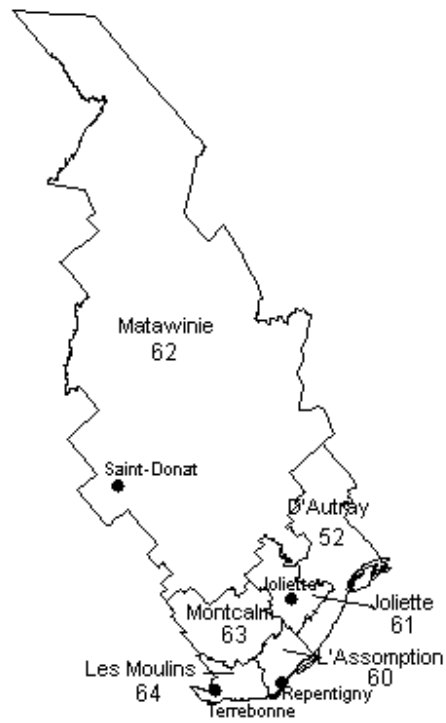 Matawinie
62
Saint-Donat
D'Autray
52
Joliette
Joliette
61
Montcalm
63
L'Assomption
60
Les Moulins
64
Repentigny
Terrebonne